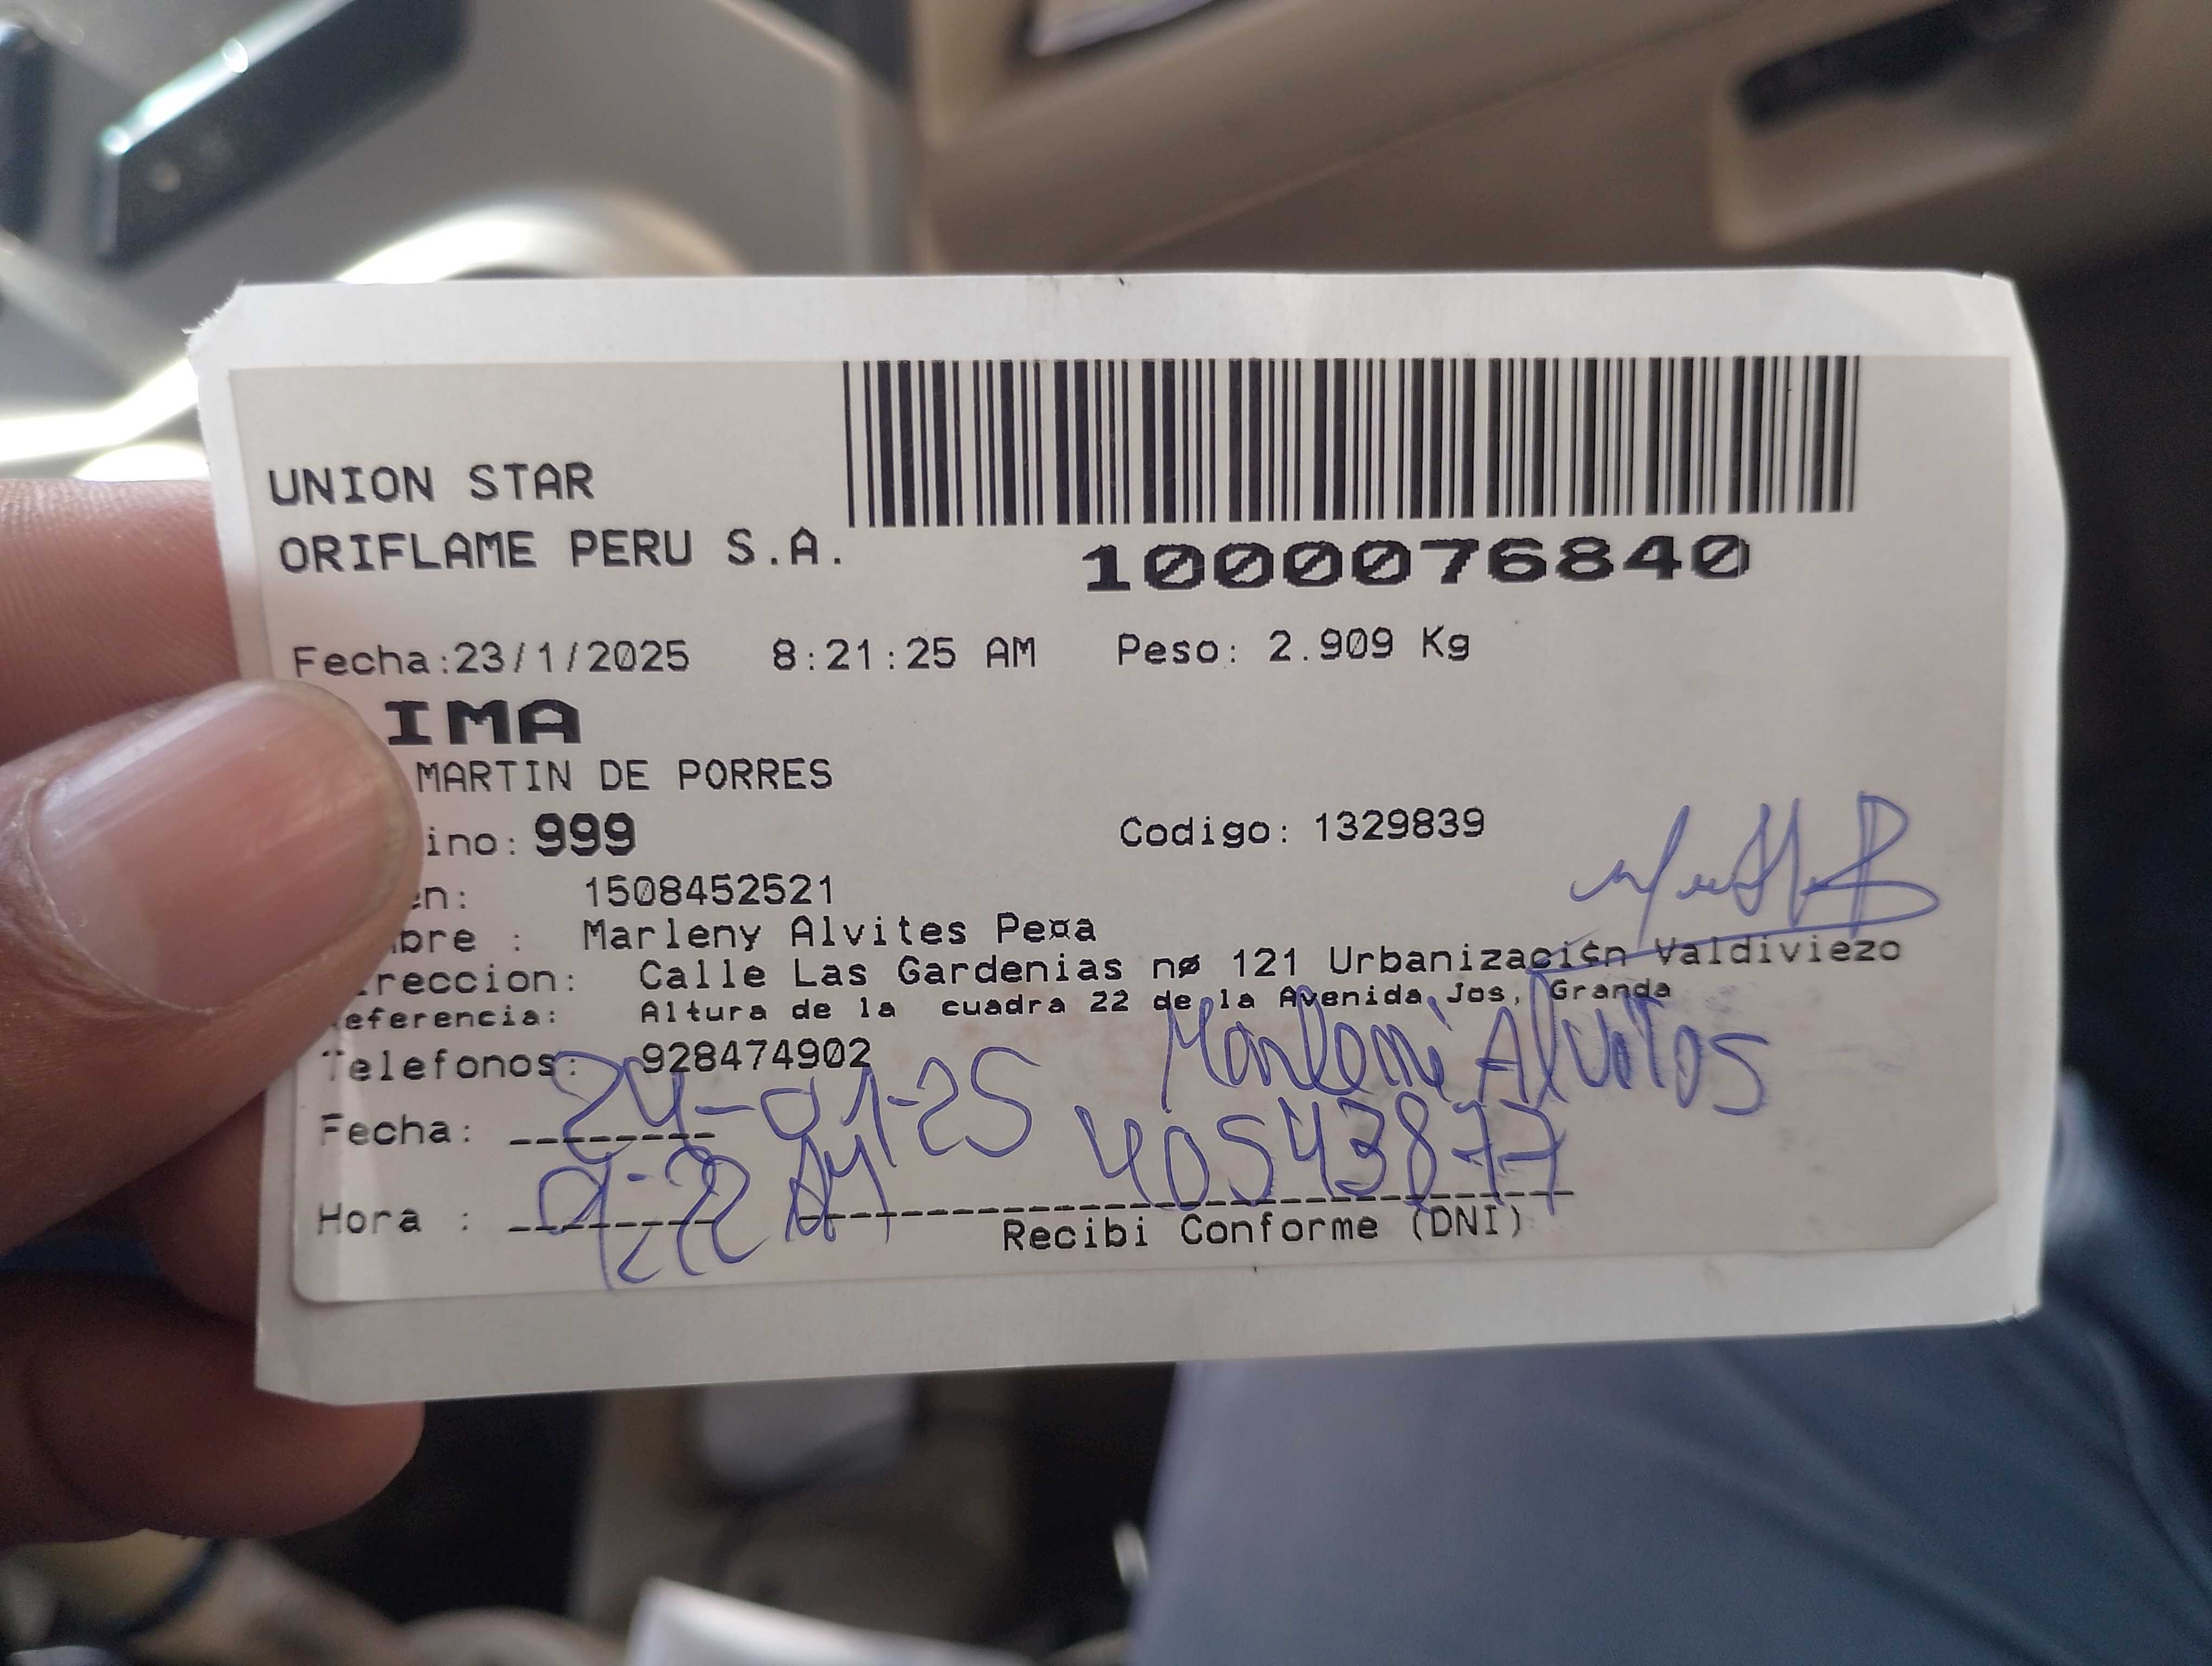 UNION STAR
ORIFLAME PERU S.A.
1000076840
Fecha:23/1/2025 8:21:25 AM Peso: 2.909 Kg
IMA
MARTIN DE PORRES
ino: 999 Codigo: 1329839
en: 1508452521
bre : Marleny Alvites Pe¤a
reccion: Calle Las Gardenias nø 121 Urbanización Valdiviezo
eferencia: Altura de la cuadra 22 de la Avenida Jos, Granda
Telefonos: 928474902
Marleni Alvites
Fecha: 24-01-25 40543877
Hora : 9:22 AM
Recibi Conforme (DNI)